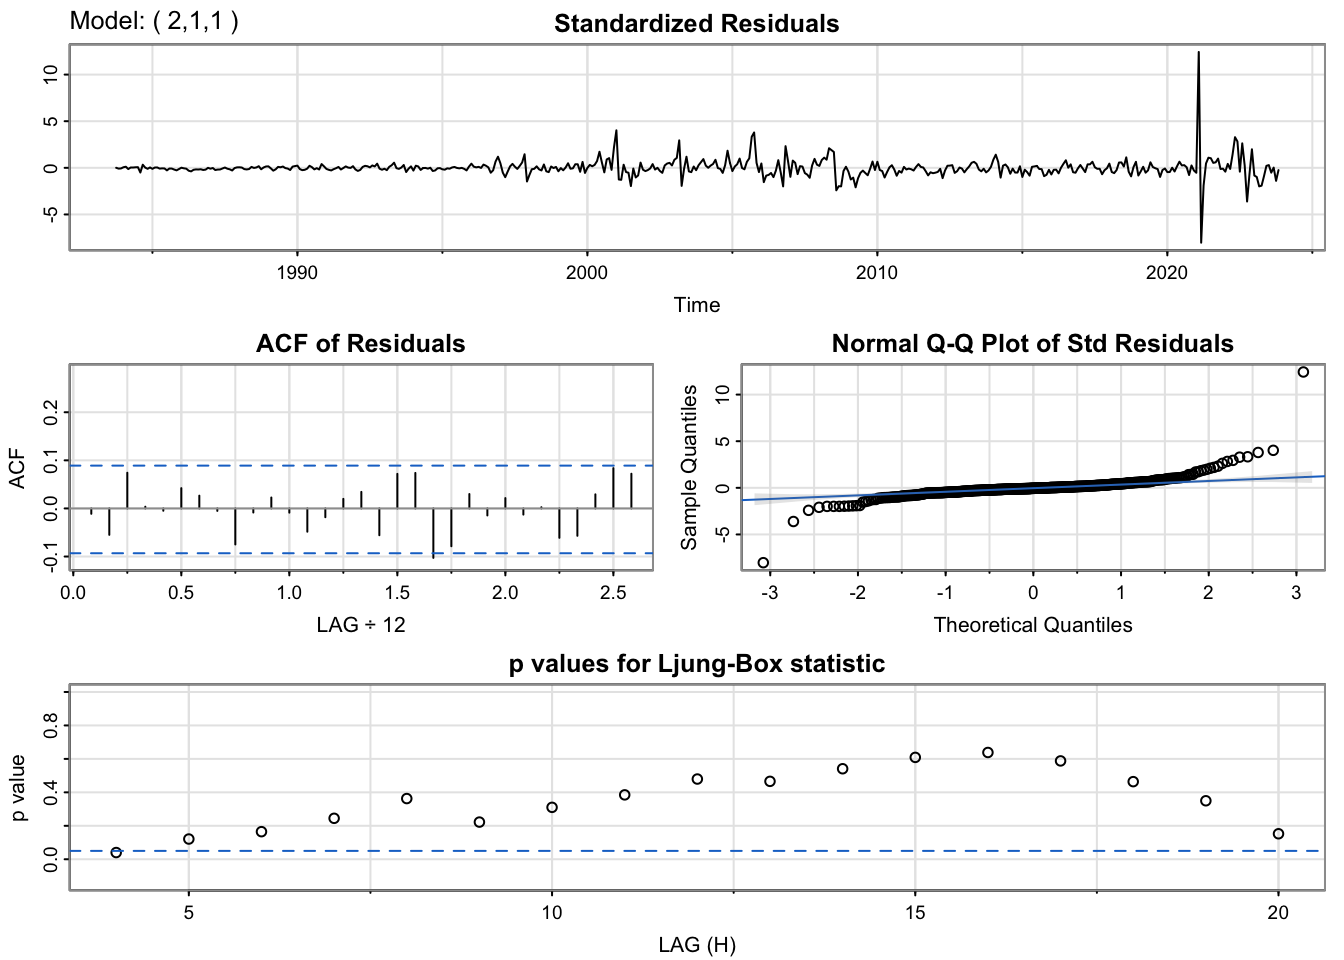 Model: ( 2,1,1 )
Standardized Residuals
10
5
0
-5
1990 2000 2010 2020
Time
ACF of Residuals
ACF
0.2
0.1
0.0
-0.1
0.0 0.5 1.0 1.5 2.0 2.5
LAG ÷ 12
Normal Q-Q Plot of Std Residuals
Sample Quantiles
10
5
0
-5
-3 -2 -1 0 1 2 3
Theoretical Quantiles
p values for Ljung-Box statistic
p value
0.8
0.4
0.0
5 10 15 20
LAG (H)